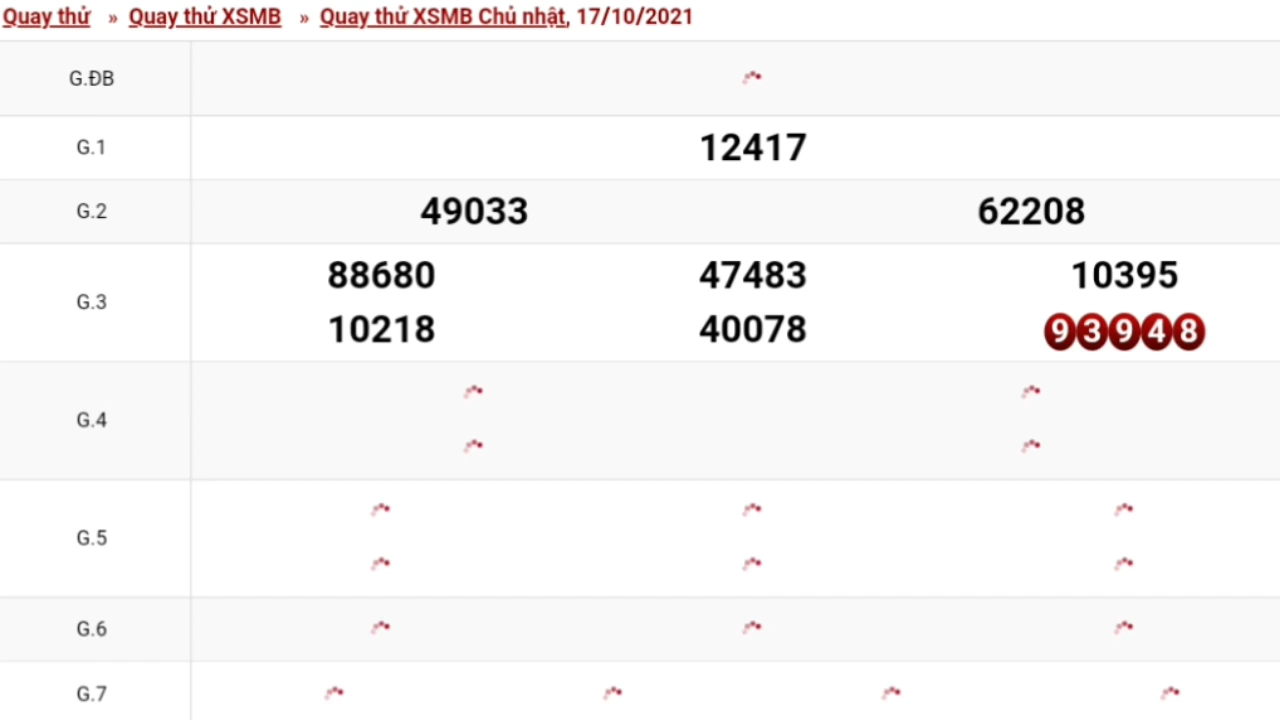 Quay thử » Quay thử XSMB » Quay thử XSMB Chủ nhật, 17/10/2021
G.ĐB
G.1 12417
G.2 49033 62208
88680 47483 10395
G.3
10218 40078 93948
G.4
G.5
G.6
G.7